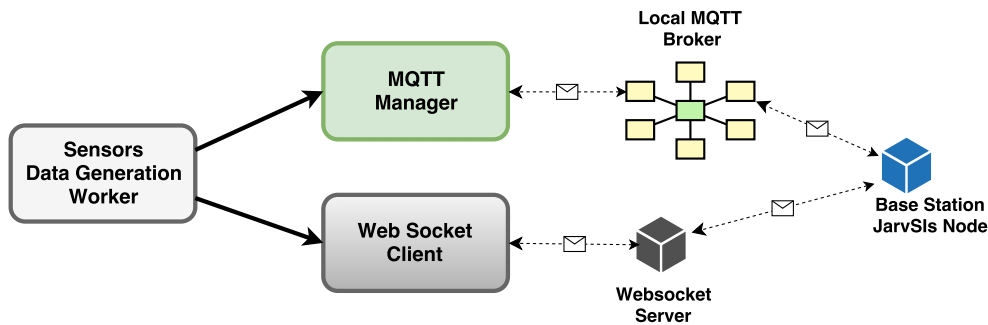 Local MQTT
Broker
MQTT
Manager
Sensors
Data Generation
Worker
Base Station
JarvSIs Node
Web Socket
Client
Websocket
Server